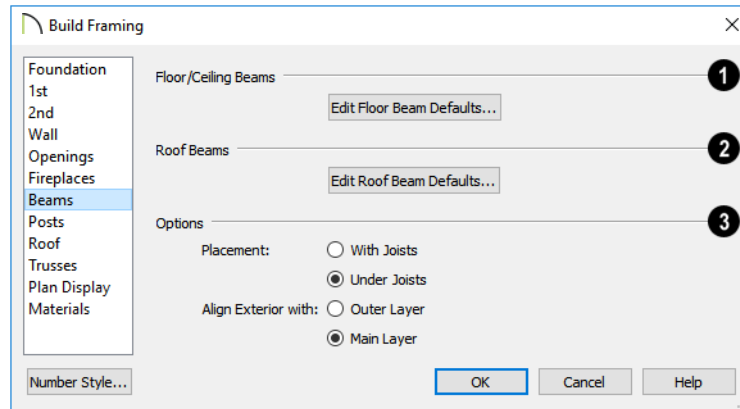 Build Framing
Foundation
1st
2nd
Wall
Openings
Fireplaces
Beams
Posts
Roof
Trusses
Plan Display
Materials
Number Style...
Floor/Ceiling Beams 1
Edit Floor Beam Defaults...
Roof Beams 2
Edit Roof Beam Defaults...
Options 3
Placement: With Joists
Under Joists
Align Exterior with: Outer Layer
Main Layer
OK Cancel Help